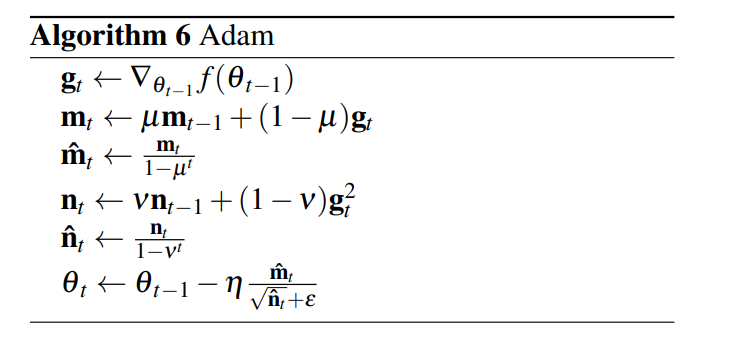 Algorithm 6 Adam
g_t ← ∇_{θ_{t−1}} f(θ_{t−1})
m_t ← μm_{t−1} + (1 − μ)g_t
m̂_t ← m_t / (1−μ^t)
n_t ← νn_{t−1} + (1 − ν)g_t^2
n̂_t ← n_t / (1−ν^t)
θ_t ← θ_{t−1} − η m̂_t / (√n̂_t+ε)